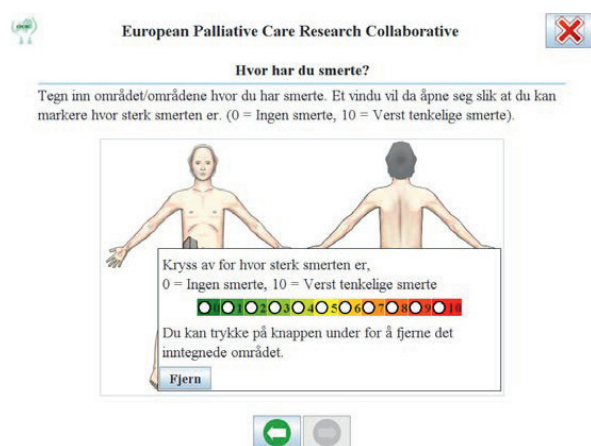 European Palliative Care Research Collaborative
Hvor har du smerte?
Tegn inn området/områdene hvor du har smerte. Et vindu vil da åpne seg slik at du kan
markere hvor sterk smerten er. (0 = Ingen smerte, 10 = Verst tenkelige smerte).
Kryss av for hvor sterk smerten er,
0 = Ingen smerte, 10 = Verst tenkelige smerte
0 1 2 3 4 5 6 7 8 9 10
Du kan trykke på knappen under for å fjerne det
inntegnede området.
Fjern